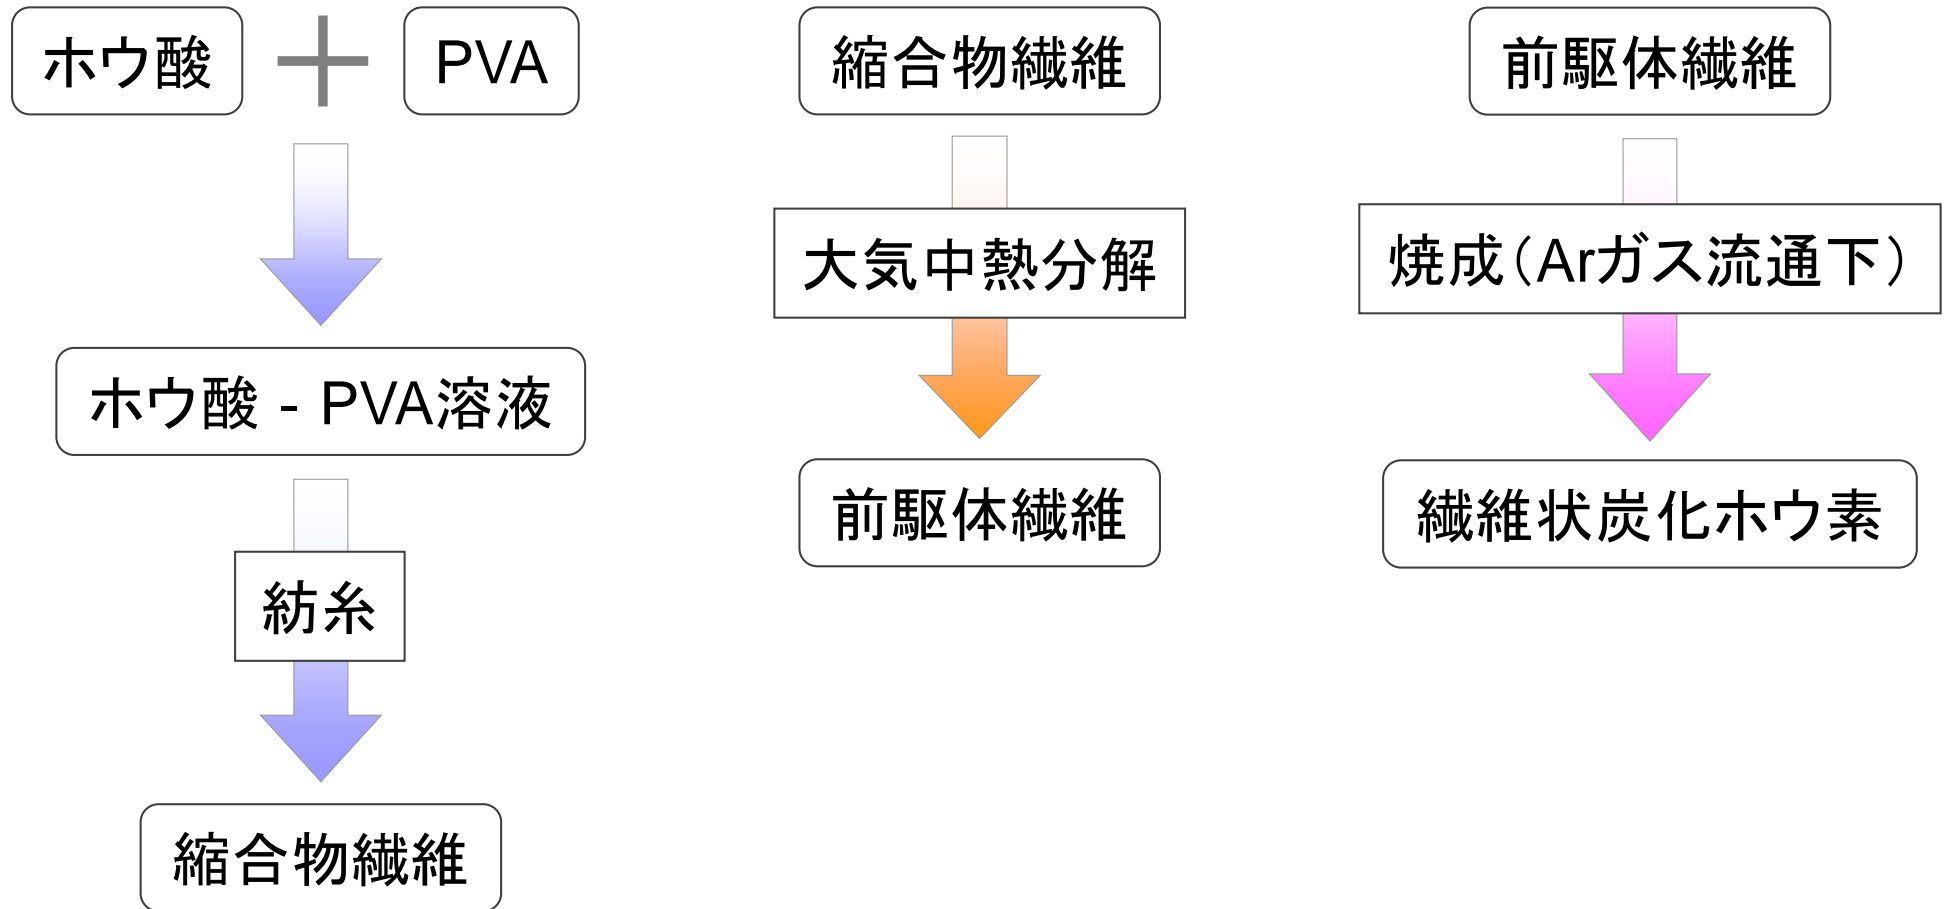 ホウ酸
PVA
ホウ酸 - PVA溶液
紡糸
縮合物繊維
縮合物繊維
大気中熱分解
前駆体繊維
前駆体繊維
焼成(Arガス流通下)
繊維状炭化ホウ素